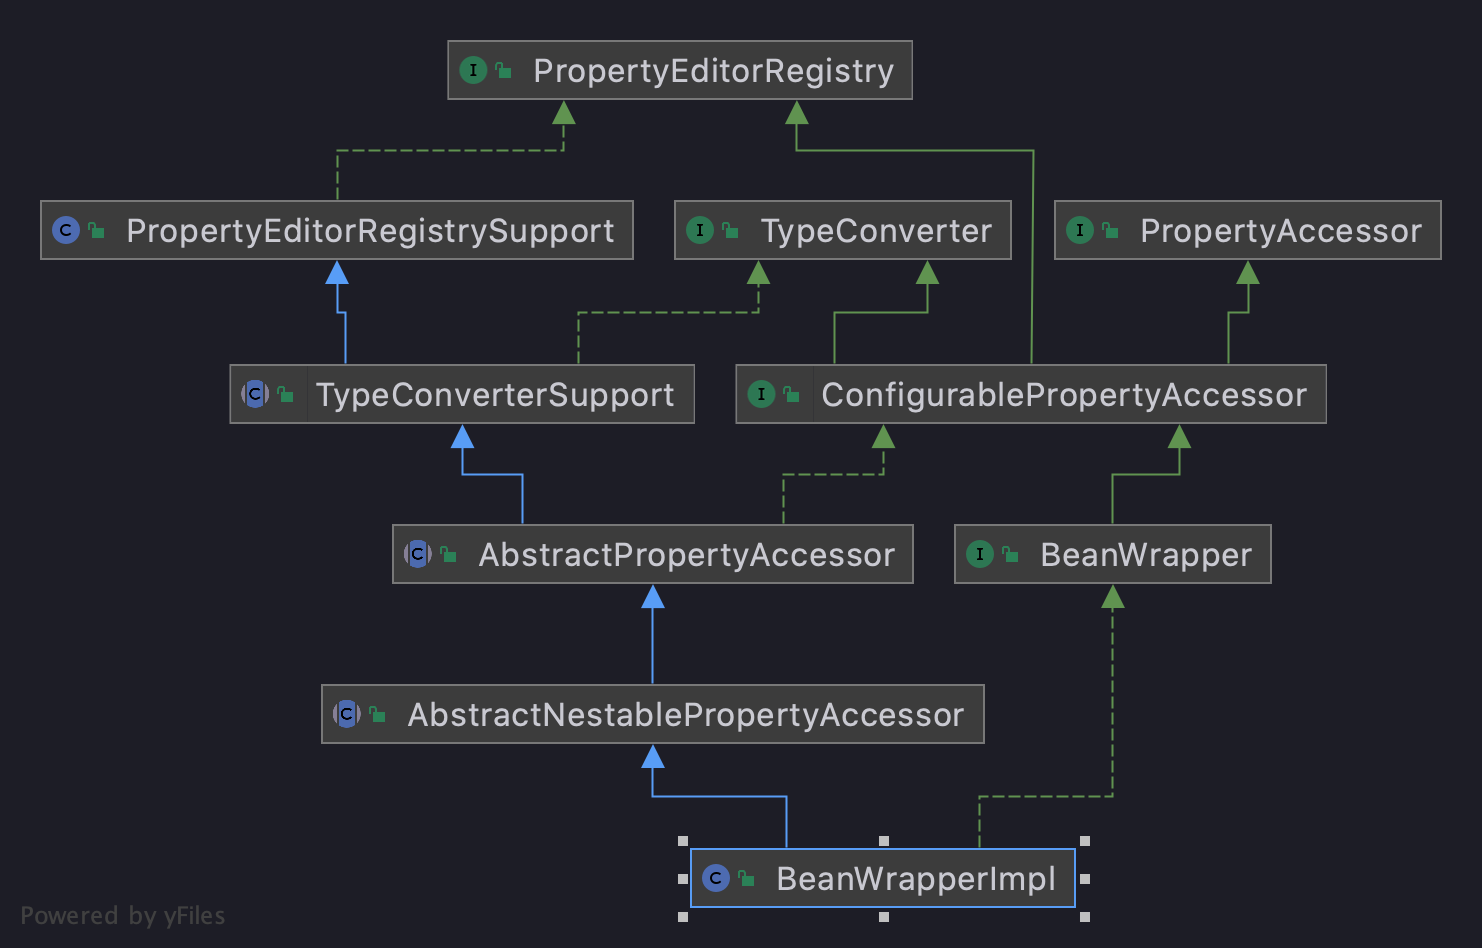 I PropertyEditorRegistry
C PropertyEditorRegistrySupport
I TypeConverter
I PropertyAccessor
C TypeConverterSupport
I ConfigurablePropertyAccessor
C AbstractPropertyAccessor
I BeanWrapper
C AbstractNestablePropertyAccessor
C BeanWrapperImpl
Powered by yFiles